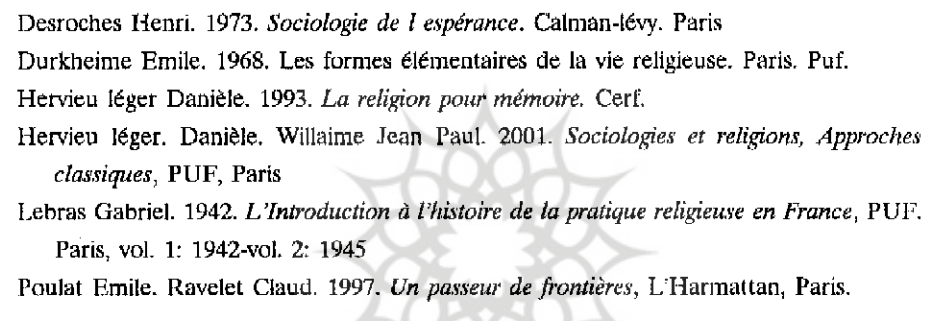 Desroches Henri. 1973. Sociologie de l espérance. Calman-lévy. Paris
Durkheime Emile. 1968. Les formes élémentaires de la vie religieuse. Paris. Puf.
Hervieu léger Danièle. 1993. La religion pour mémoire. Cerf.
Hervieu léger. Danièle. Willaime Jean Paul. 2001. Sociologies et religions, Approches
classiques, PUF, Paris
Lebras Gabriel. 1942. L'Introduction à l'histoire de la pratique religieuse en France, PUF.
Paris, vol. 1: 1942-vol. 2: 1945
Poulat Emile. Ravelet Claud. 1997. Un passeur de frontières, L'Harmattan, Paris.